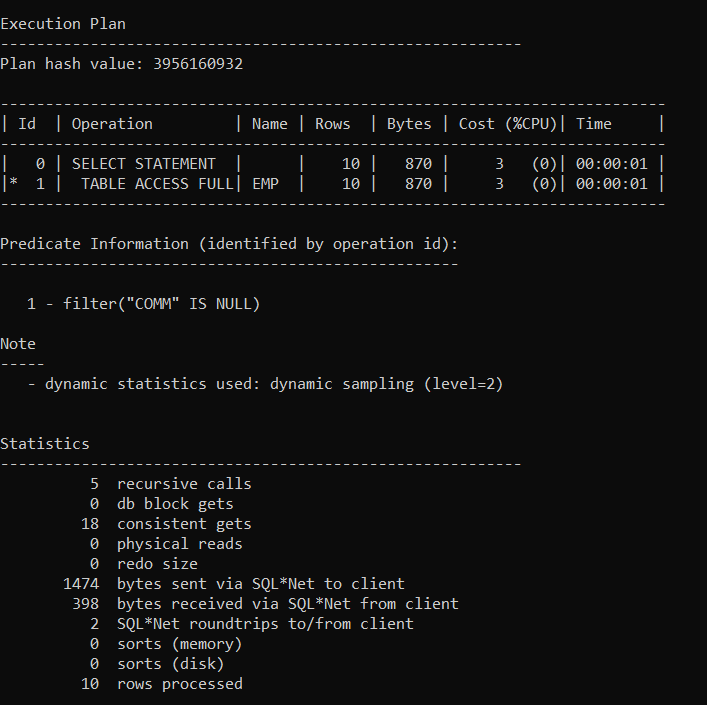 Execution Plan
----------------------------------------------------------
Plan hash value: 3956160932

--------------------------------------------------------------------------
| Id  | Operation         | Name | Rows  | Bytes | Cost (%CPU)| Time     |
--------------------------------------------------------------------------
|   0 | SELECT STATEMENT  |      |    10 |   870 |     3   (0)| 00:00:01 |
|*  1 |  TABLE ACCESS FULL| EMP  |    10 |   870 |     3   (0)| 00:00:01 |
--------------------------------------------------------------------------

Predicate Information (identified by operation id):
---------------------------------------------------

   1 - filter("COMM" IS NULL)

Note
-----
   - dynamic statistics used: dynamic sampling (level=2)


Statistics
----------------------------------------------------------
          5  recursive calls
          0  db block gets
         18  consistent gets
          0  physical reads
          0  redo size
       1474  bytes sent via SQL*Net to client
        398  bytes received via SQL*Net from client
          2  SQL*Net roundtrips to/from client
          0  sorts (memory)
          0  sorts (disk)
         10  rows processed